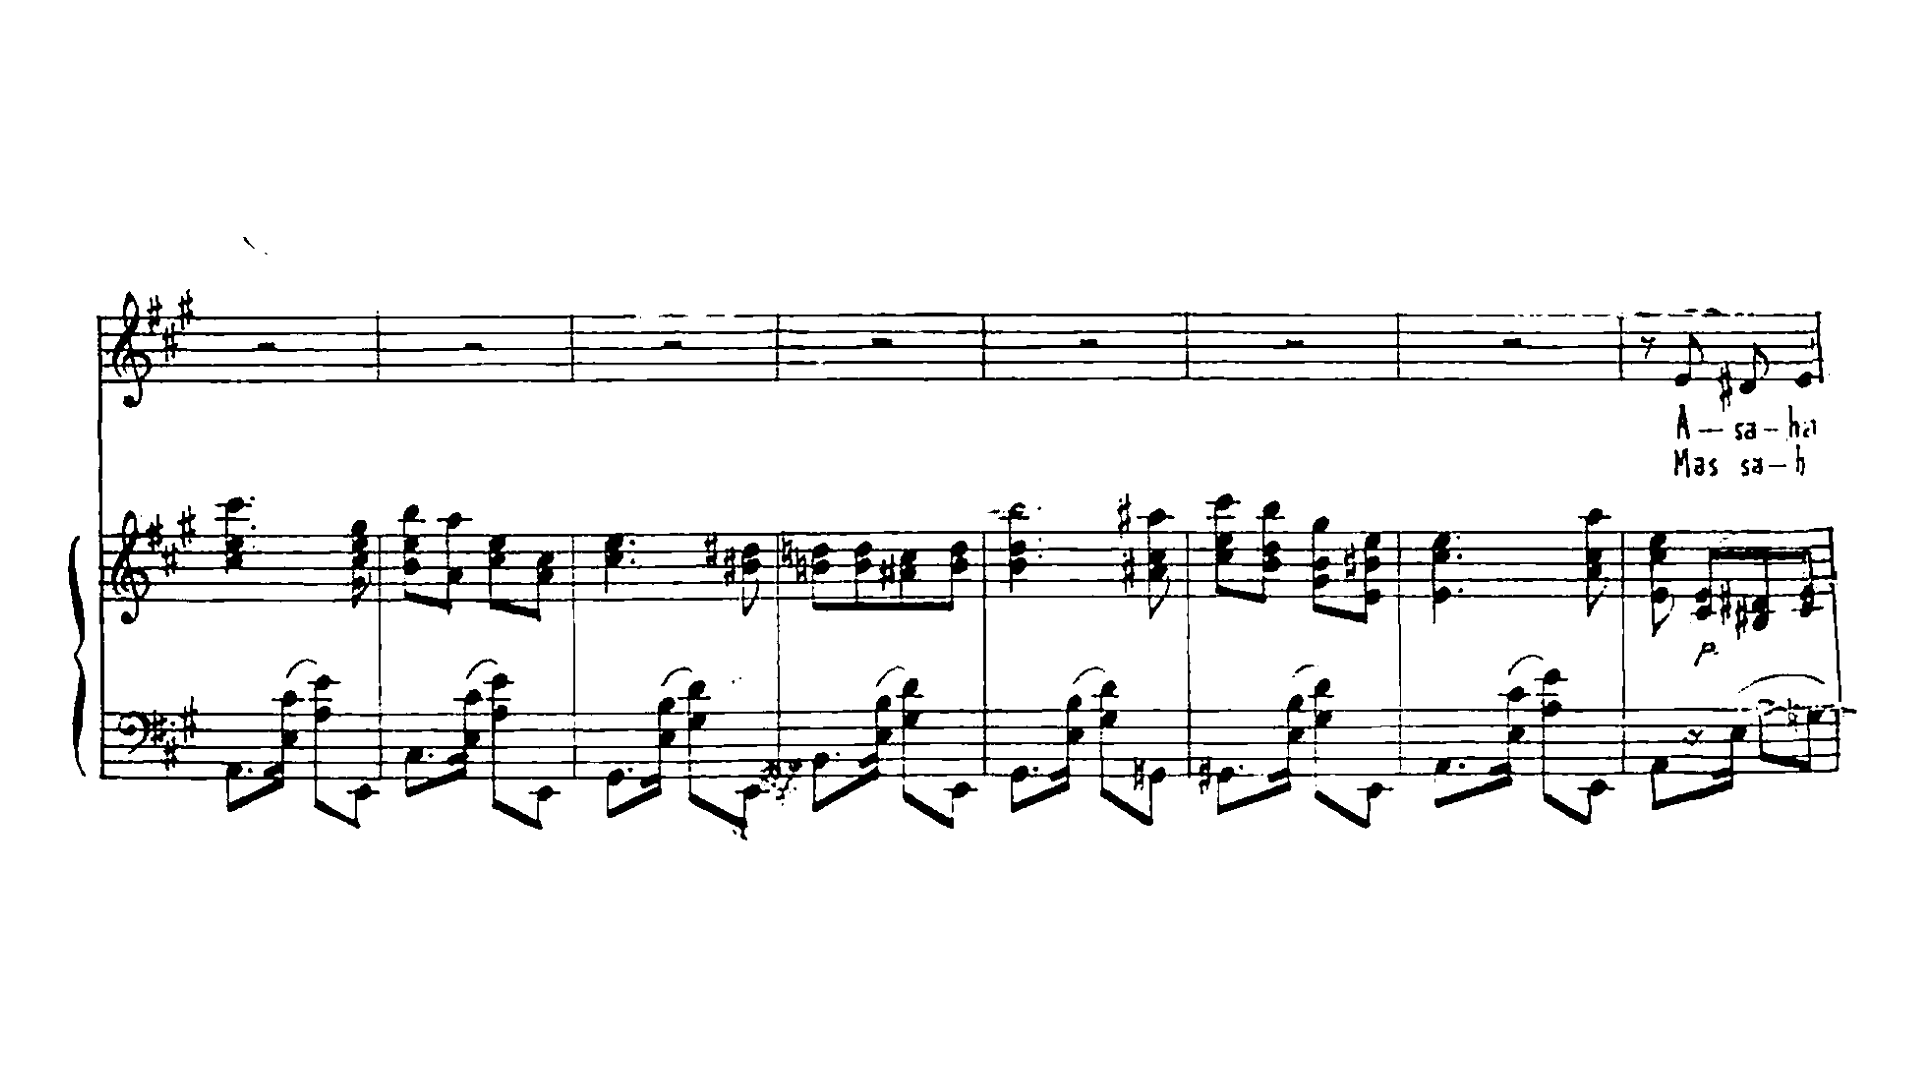 A – sa – ha
Mas sa – h
p.